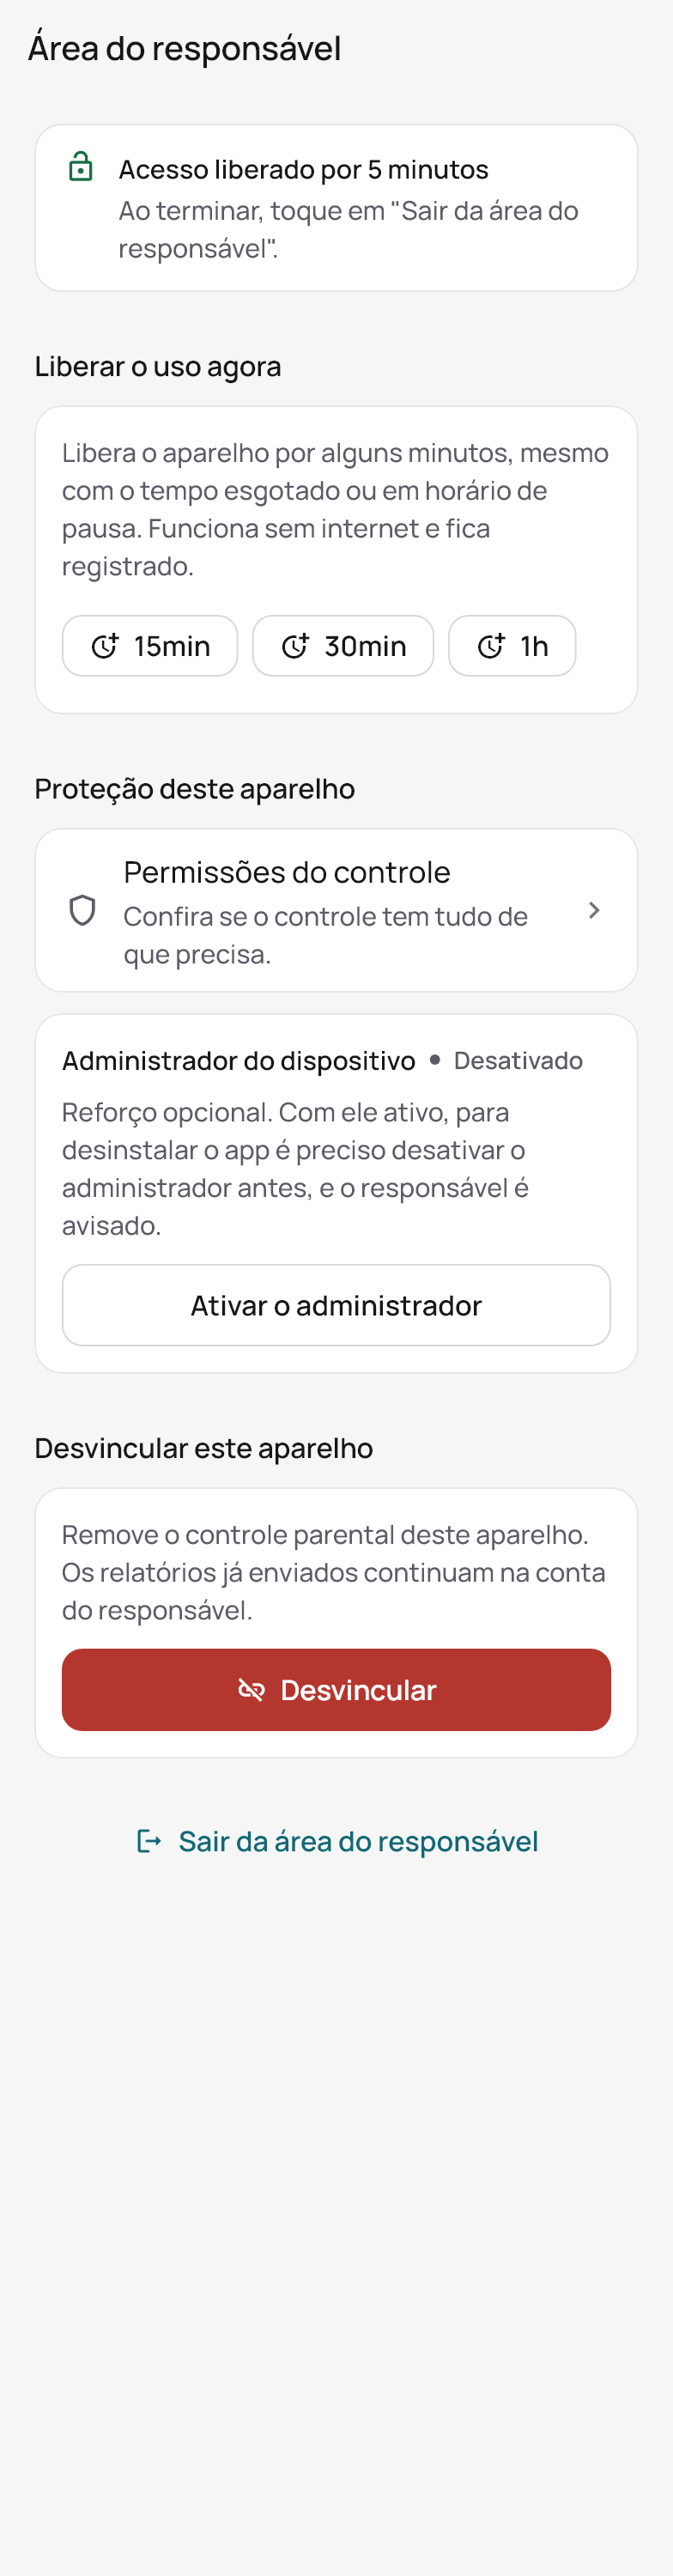 Área do responsável
Acesso liberado por 5 minutos
Ao terminar, toque em "Sair da área do
responsável".
Liberar o uso agora
Libera o aparelho por alguns minutos, mesmo
com o tempo esgotado ou em horário de
pausa. Funciona sem internet e fica
registrado.
15min 30min 1h
Proteção deste aparelho
Permissões do controle
Confira se o controle tem tudo de
que precisa.
Administrador do dispositivo • Desativado
Reforço opcional. Com ele ativo, para
desinstalar o app é preciso desativar o
administrador antes, e o responsável é
avisado.
Ativar o administrador
Desvincular este aparelho
Remove o controle parental deste aparelho.
Os relatórios já enviados continuam na conta
do responsável.
Desvincular
Sair da área do responsável